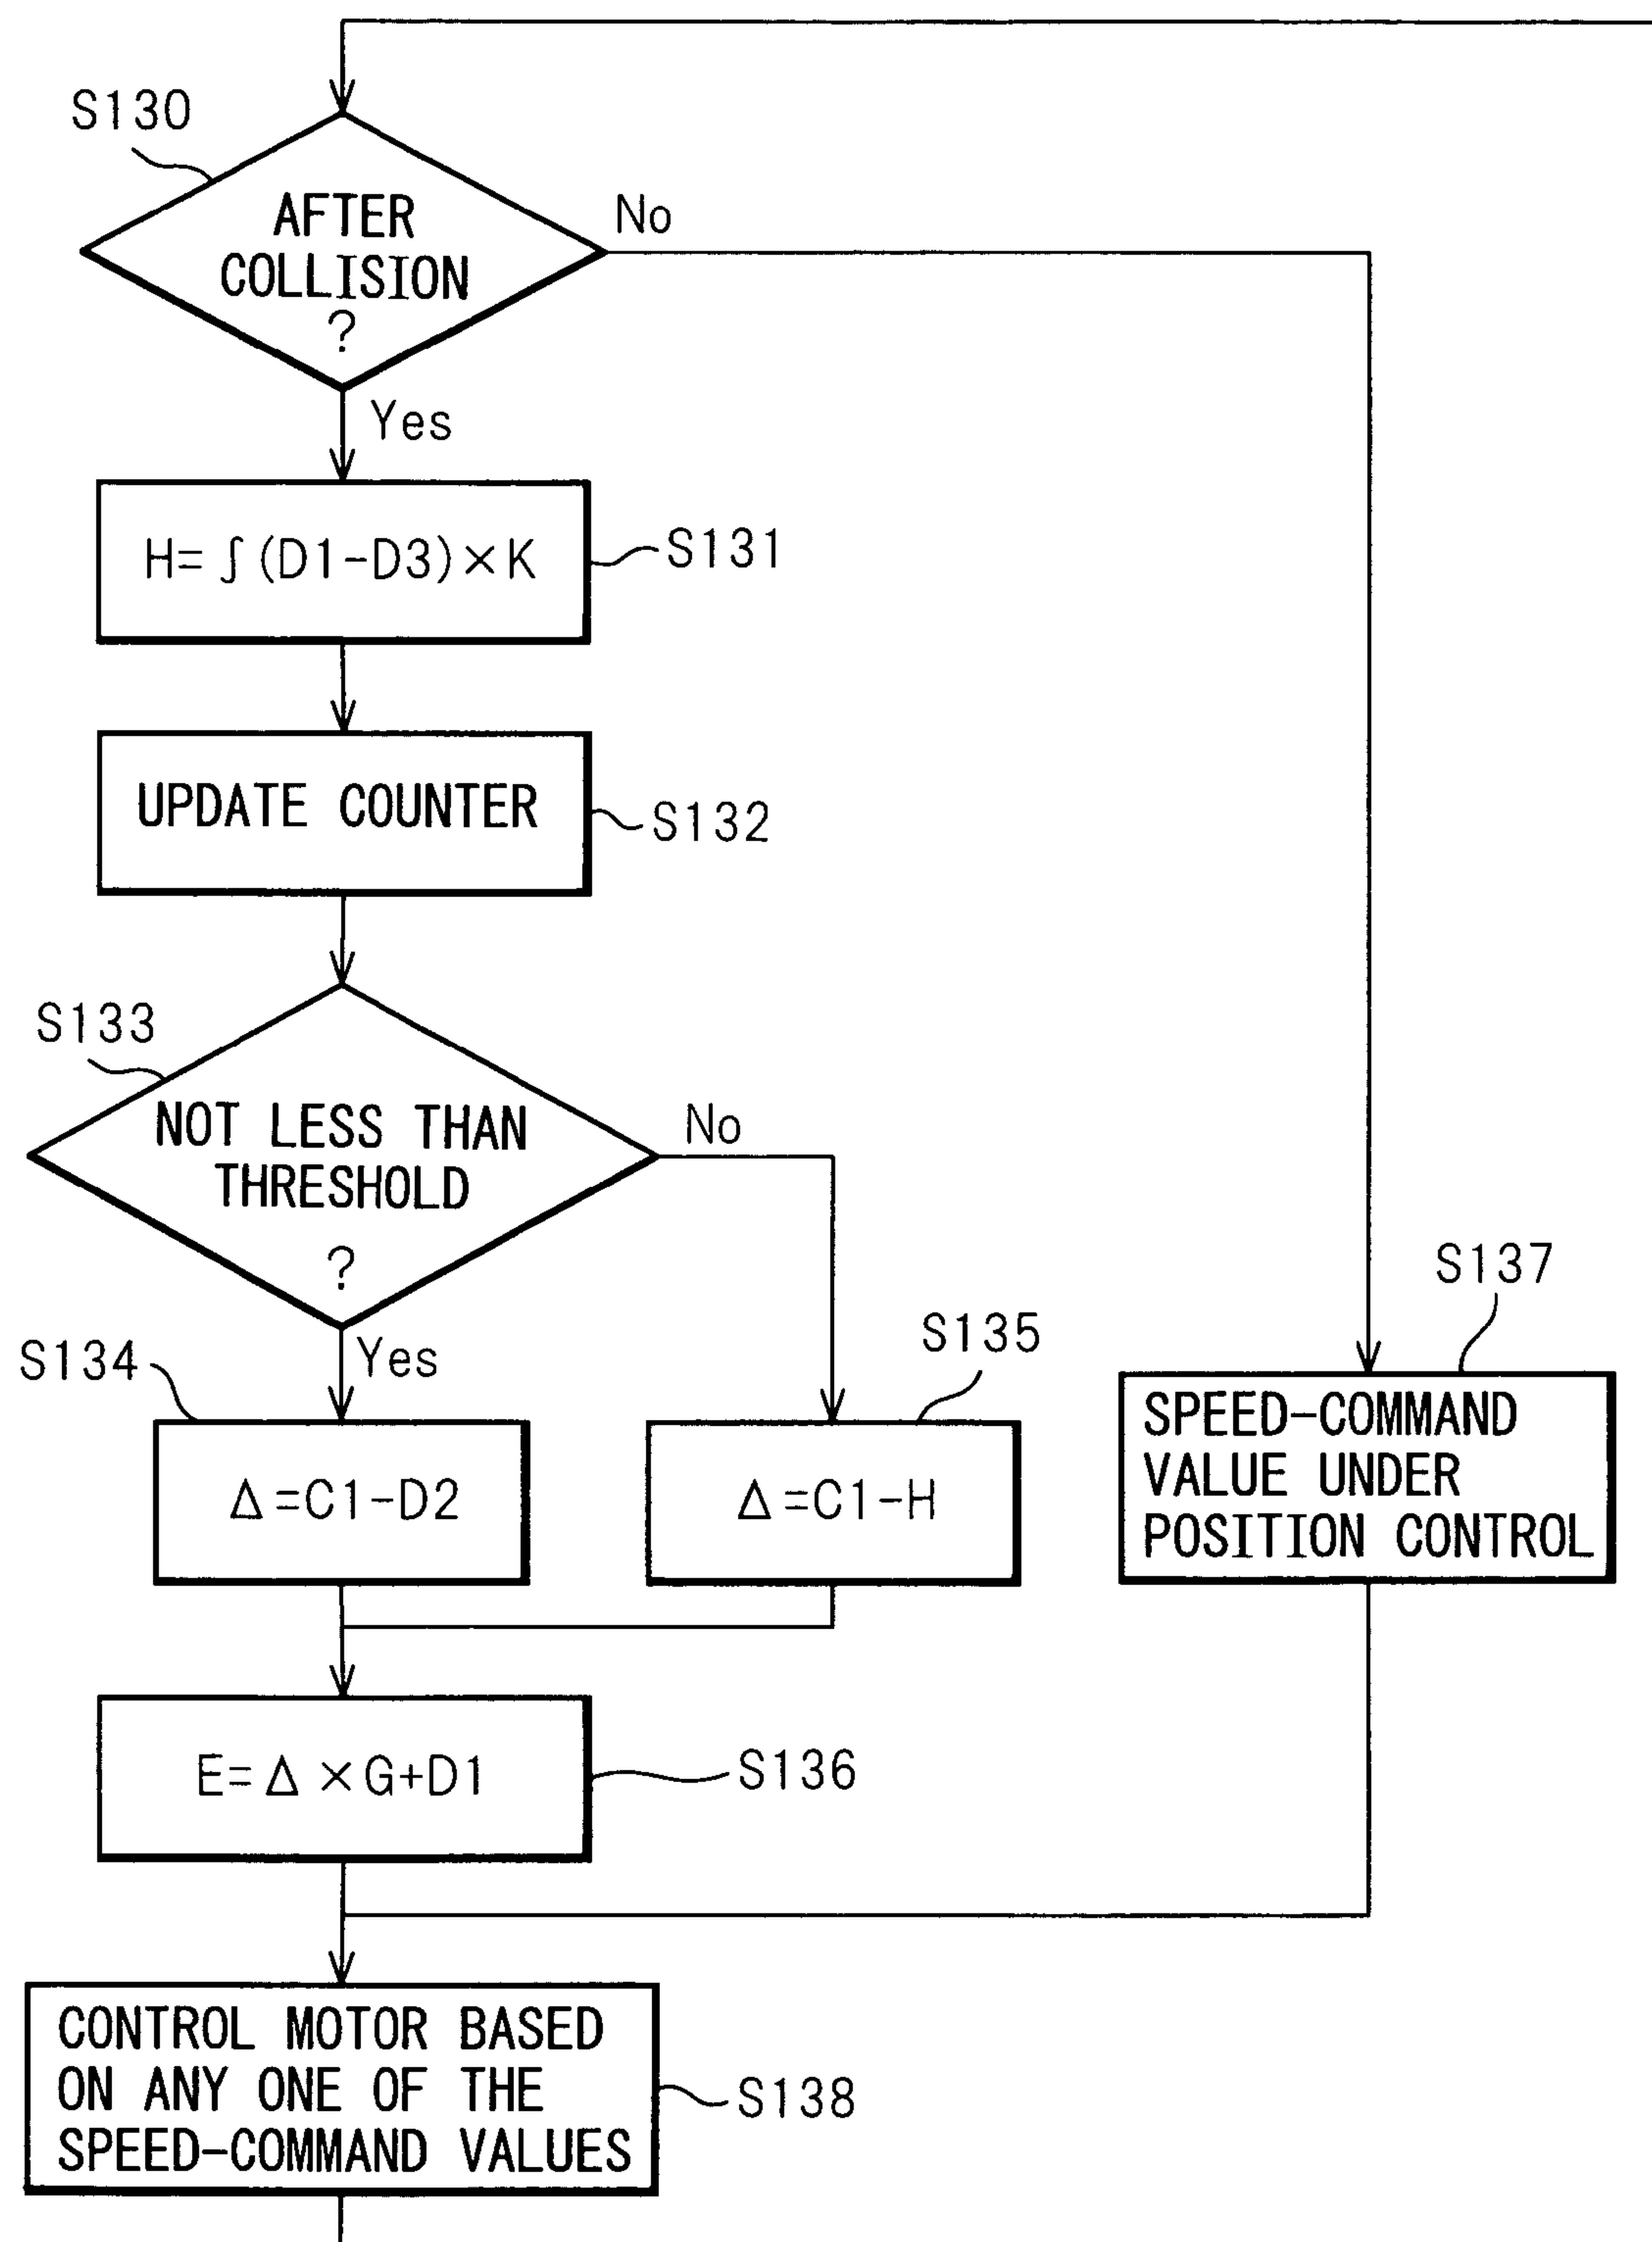 S130
AFTER
COLLISION
?
No
Yes
H=∫(D1-D3)×K
S131
UPDATE COUNTER
S132
S133
NOT LESS THAN
THRESHOLD
?
No
Yes
S134
Δ=C1-D2
S135
Δ=C1-H
S137
SPEED-COMMAND
VALUE UNDER
POSITION CONTROL
E=Δ×G+D1
S136
CONTROL MOTOR BASED
ON ANY ONE OF THE
SPEED-COMMAND VALUES
S138